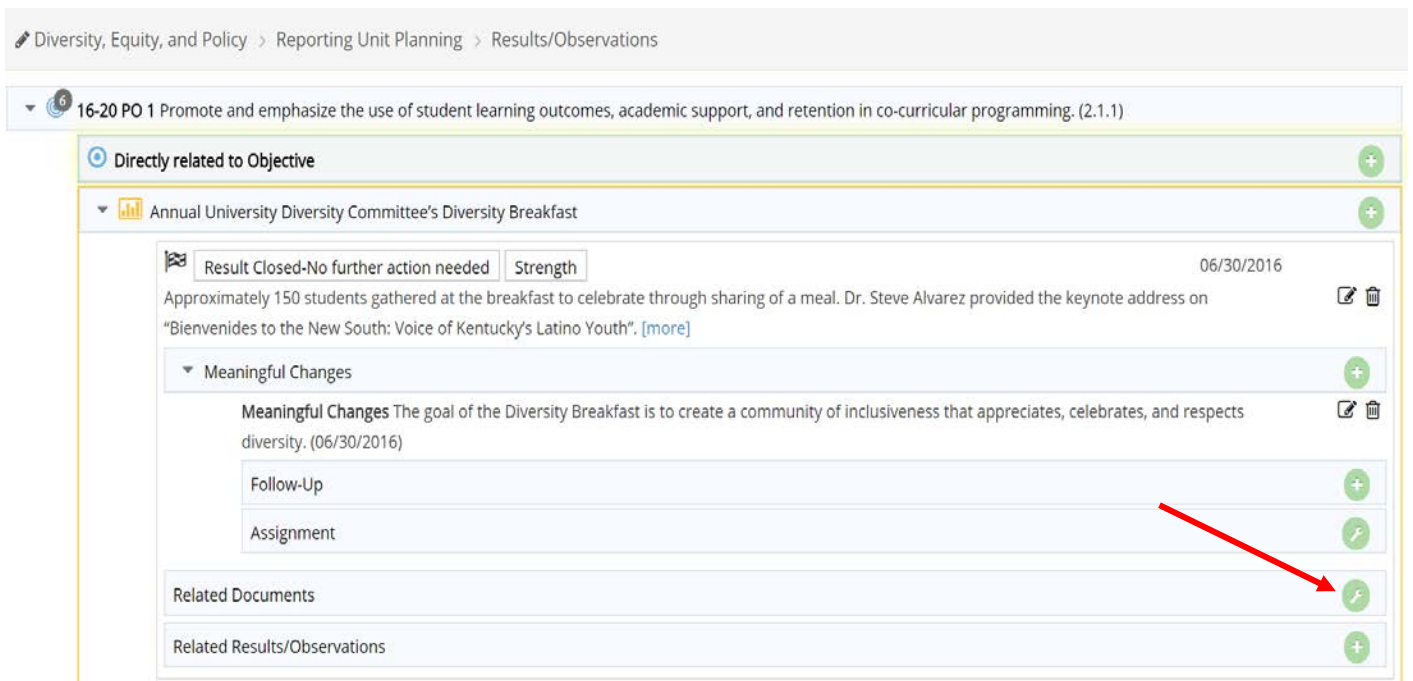 Diversity, Equity, and Policy > Reporting Unit Planning > Results/Observations
6
16-20 PO 1 Promote and emphasize the use of student learning outcomes, academic support, and retention in co-curricular programming. (2.1.1)
Directly related to Objective
Annual University Diversity Committee's Diversity Breakfast
Result Closed-No further action needed Strength 06/30/2016
Approximately 150 students gathered at the breakfast to celebrate through sharing of a meal. Dr. Steve Alvarez provided the keynote address on
“Bienvenides to the New South: Voice of Kentucky's Latino Youth”. [more]
Meaningful Changes
Meaningful Changes The goal of the Diversity Breakfast is to create a community of inclusiveness that appreciates, celebrates, and respects
diversity. (06/30/2016)
Follow-Up
Assignment
Related Documents
Related Results/Observations